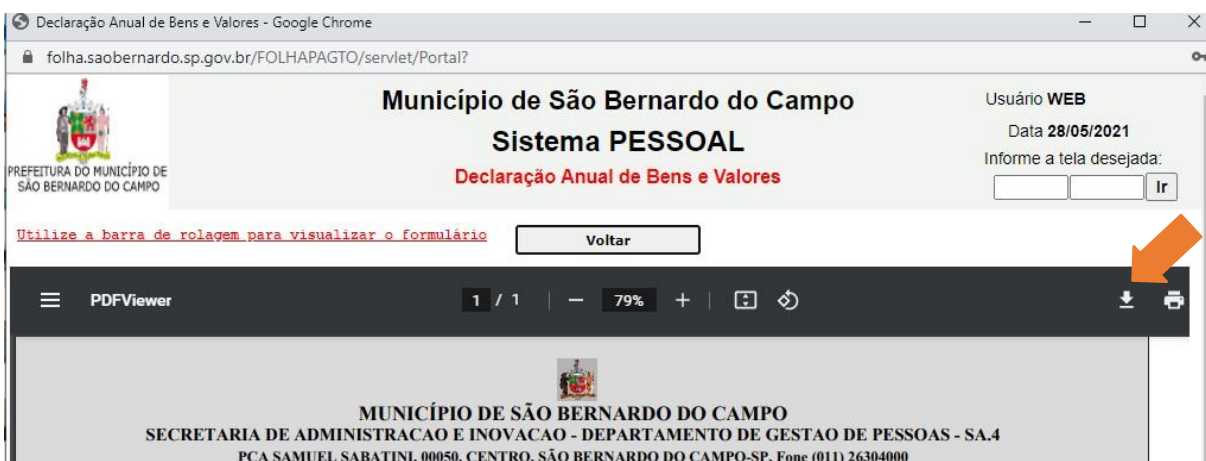 Declaração Anual de Bens e Valores - Google Chrome
folha.saobernardo.sp.gov.br/FOLHAPAGTO/servlet/Portal?
PREFEITURA DO MUNICÍPIO DE
SÃO BERNARDO DO CAMPO
Município de São Bernardo do Campo
Sistema PESSOAL
Declaração Anual de Bens e Valores
Usuário WEB
Data 28/05/2021
Informe a tela desejada:
Ir
Utilize a barra de rolagem para visualizar o formulário
Voltar
PDFViewer
1 / 1
79%
MUNICÍPIO DE SÃO BERNARDO DO CAMPO
SECRETARIA DE ADMINISTRACAO E INOVACAO - DEPARTAMENTO DE GESTAO DE PESSOAS - SA.4
PCA SAMUEL SABATINI, 00050, CENTRO, SÃO BERNARDO DO CAMPO-SP, Fone (011) 26304000